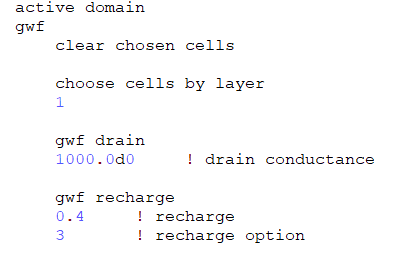 active domain
gwf
clear chosen cells
choose cells by layer
1
gwf drain
1000.0d0 ! drain conductance
gwf recharge
0.4 ! recharge
3 ! recharge option